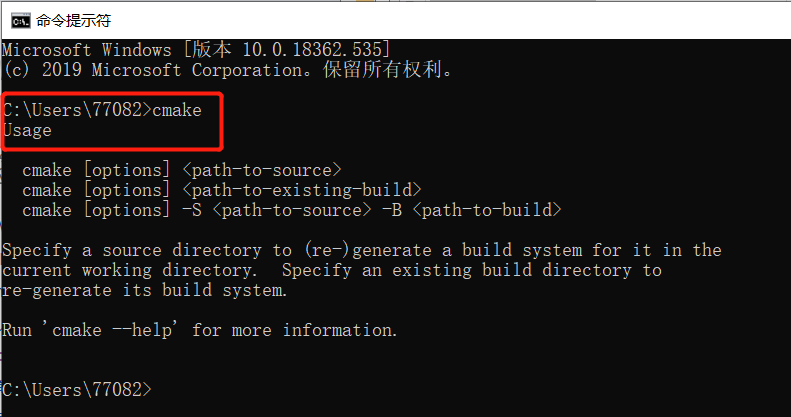 命令提示符
Microsoft Windows [版本 10.0.18362.535]
(c) 2019 Microsoft Corporation。保留所有权利。
C:\Users\77082>cmake
Usage
cmake [options] <path-to-source>
cmake [options] <path-to-existing-build>
cmake [options] -S <path-to-source> -B <path-to-build>
Specify a source directory to (re-)generate a build system for it in the
current working directory.  Specify an existing build directory to
re-generate its build system.
Run 'cmake --help' for more information.
C:\Users\77082>